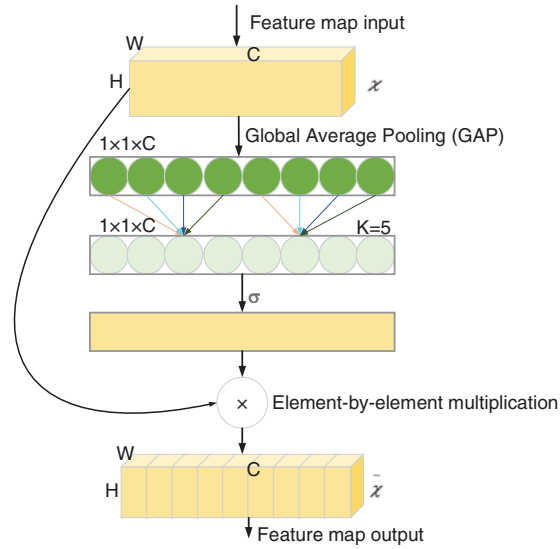 Feature map input
W
C
H
χ
Global Average Pooling (GAP)
1×1×C
1×1×C
K=5
σ
×
Element-by-element multiplication
W
C
H
χ̃
Feature map output